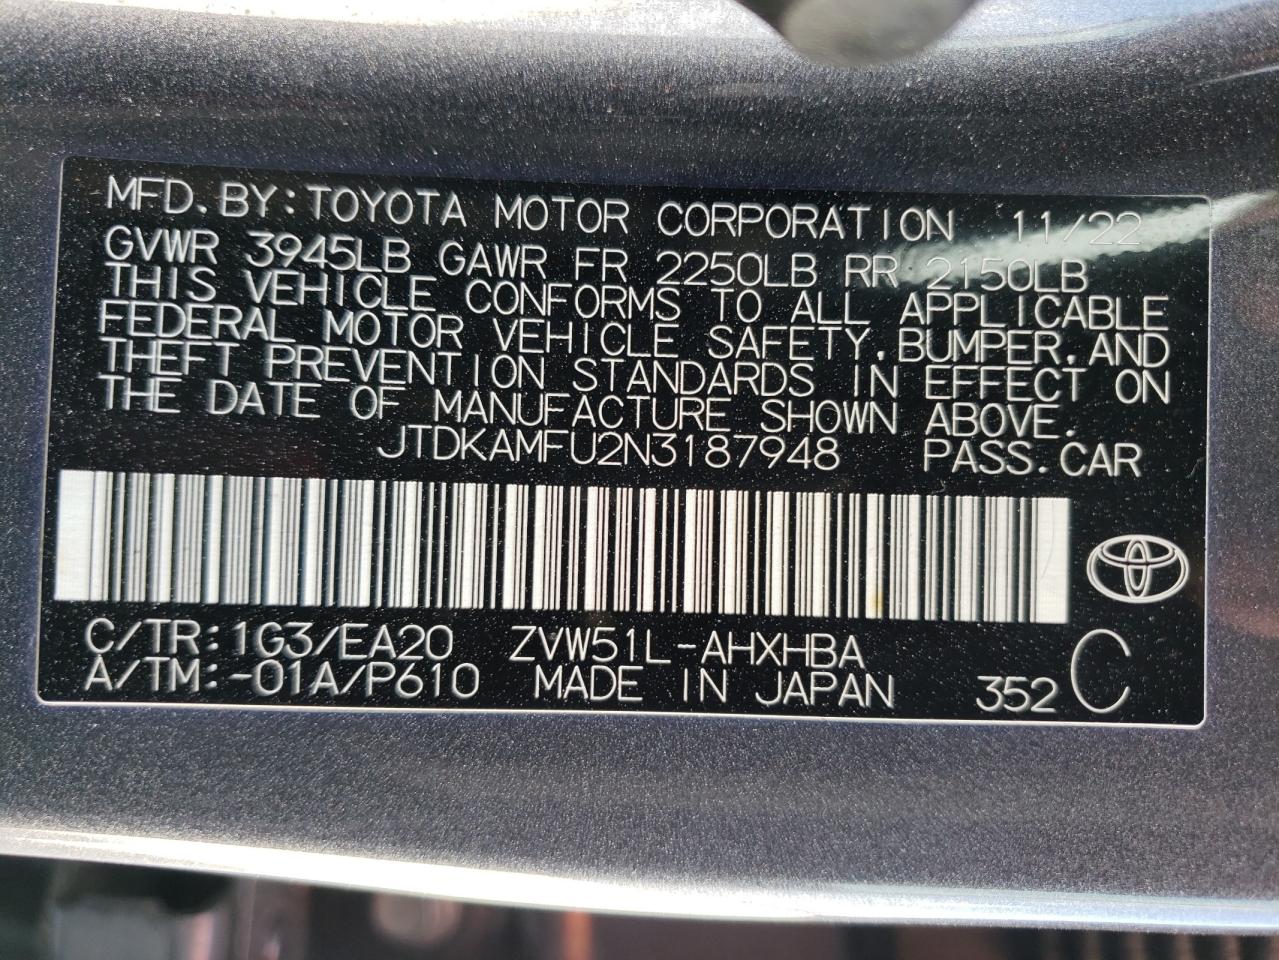 MFD. BY: TOYOTA MOTOR CORPORATION 11/22
GVWR 3945LB GAWR FR 2250LB RR 2150LB
THIS VEHICLE CONFORMS TO ALL APPLICABLE
FEDERAL MOTOR VEHICLE SAFETY, BUMPER, AND
THEFT PREVENTION STANDARDS IN EFFECT ON
THE DATE OF MANUFACTURE SHOWN ABOVE.
JTDKAMFU2N3187948 PASS. CAR
C/TR: 1G3/EA20 ZVW51L-AHXHBA C
A/TM: -01A/P610 MADE IN JAPAN 352